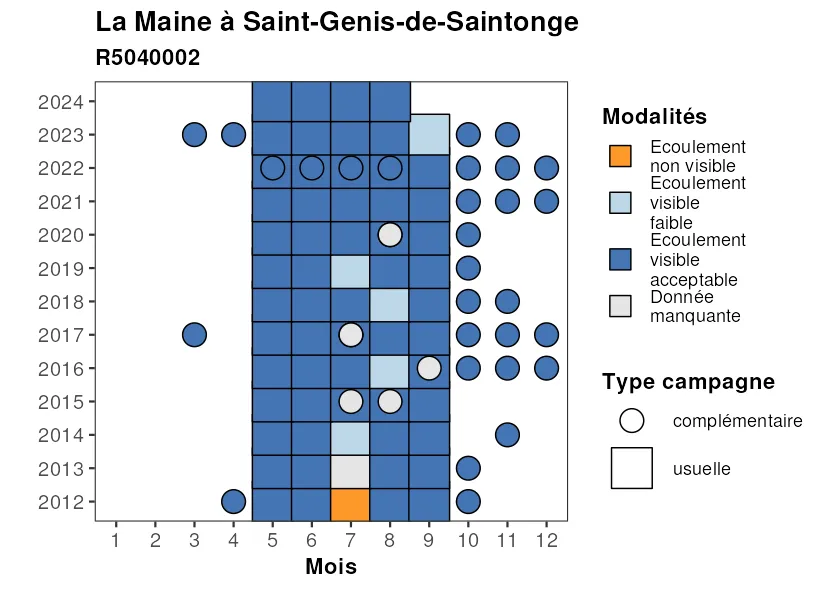 La Maine à Saint-Genis-de-Saintonge
R5040002
2024
2023
2022
2021
2020
2019
2018
2017
2016
2015
2014
2013
2012
1 2 3 4 5 6 7 8 9 10 11 12
Mois
Modalités
Ecoulement
non visible
Ecoulement
visible
faible
Ecoulement
visible
acceptable
Donnée
manquante
Type campagne
complémentaire
usuelle